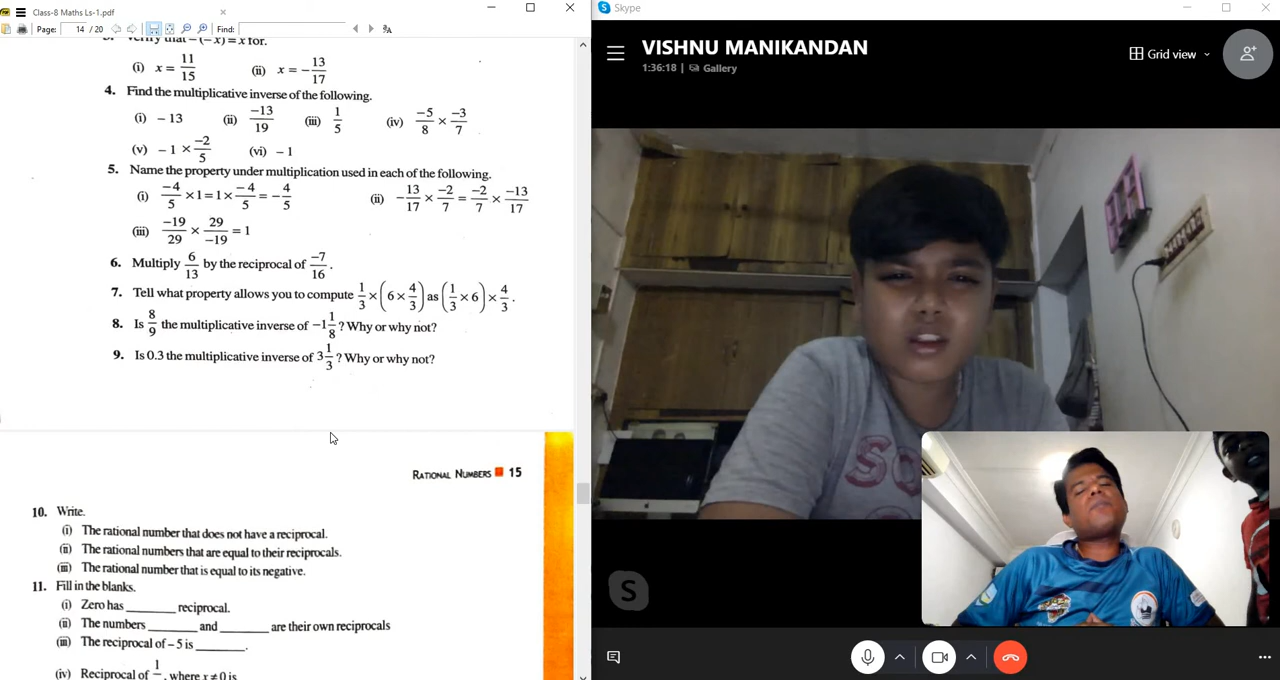 Class-8 Maths Ls-1.pdf
Page: 14 / 20 Find:
3. Verify that – (– x) = x for.
(i) x = 11/15 (ii) x = – 13/17
4. Find the multiplicative inverse of the following.
(i) – 13 (ii) -13/19 (iii) 1/5 (iv) -5/8 × -3/7
(v) – 1 × -2/5 (vi) – 1
5. Name the property under multiplication used in each of the following.
(i) -4/5 ×1 = 1× -4/5 = – 4/5 (ii) – 13/17 × -2/7 = -2/7 × -13/17
(iii) -19/29 × 29/-19 = 1
6. Multiply 6/13 by the reciprocal of -7/16 .
7. Tell what property allows you to compute 1/3 × (6 × 4/3) as (1/3 × 6) × 4/3 .
8. Is 8/9 the multiplicative inverse of –1 1/8 ? Why or why not?
9. Is 0.3 the multiplicative inverse of 3 1/3 ? Why or why not?
RATIONAL NUMBERS 15
10. Write.
(i) The rational number that does not have a reciprocal.
(ii) The rational numbers that are equal to their reciprocals.
(iii) The rational number that is equal to its negative.
11. Fill in the blanks.
(i) Zero has ________ reciprocal.
(ii) The numbers ________ and ________ are their own reciprocals
(iii) The reciprocal of – 5 is ________.
(iv) Reciprocal of 1/ , where x ≠ 0 is
Skype
VISHNU MANIKANDAN
1:36:18 | Gallery
Grid view
S